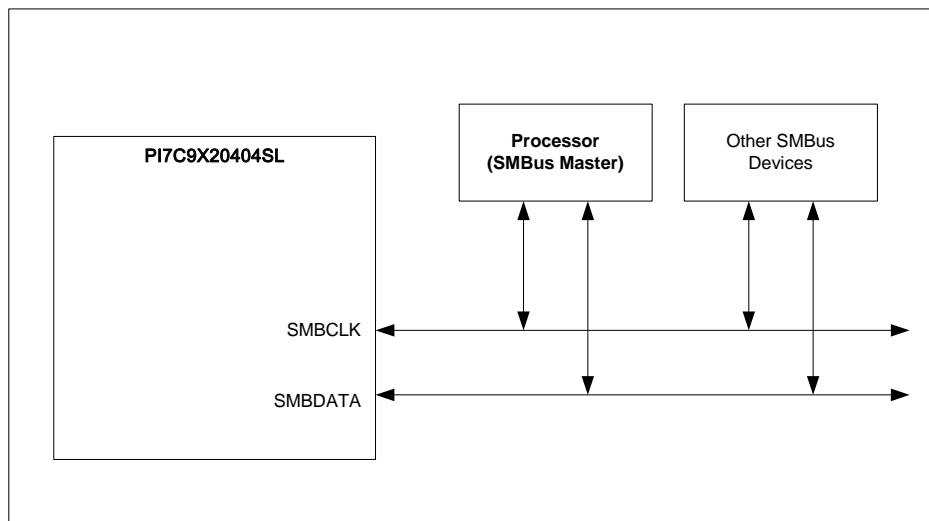 PI7C9X20404SL
Processor
(SMBus Master)
Other SMBus
Devices
SMBCLK
SMBDATA